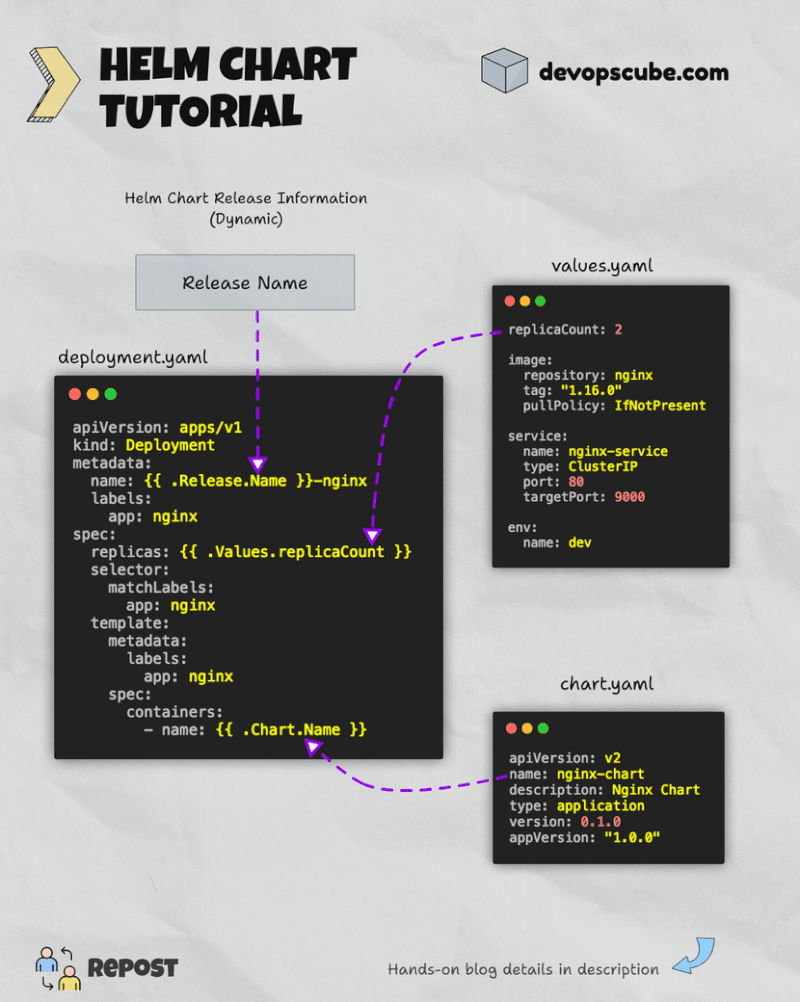 HELM CHART
TUTORIAL
devopscube.com
Helm Chart Release Information
(Dynamic)
Release Name
deployment.yaml
apiVersion: apps/v1
kind: Deployment
metadata:
  name: {{ .Release.Name }}-nginx
  labels:
    app: nginx
spec:
  replicas: {{ .Values.replicaCount }}
  selector:
    matchLabels:
      app: nginx
  template:
    metadata:
      labels:
        app: nginx
    spec:
      containers:
        - name: {{ .Chart.Name }}
values.yaml
replicaCount: 2
image:
  repository: nginx
  tag: "1.16.0"
  pullPolicy: IfNotPresent
service:
  name: nginx-service
  type: ClusterIP
  port: 80
  targetPort: 9000
env:
  name: dev
chart.yaml
apiVersion: v2
name: nginx-chart
description: Nginx Chart
type: application
version: 0.1.0
appVersion: "1.0.0"
REPOST
Hands-on blog details in description